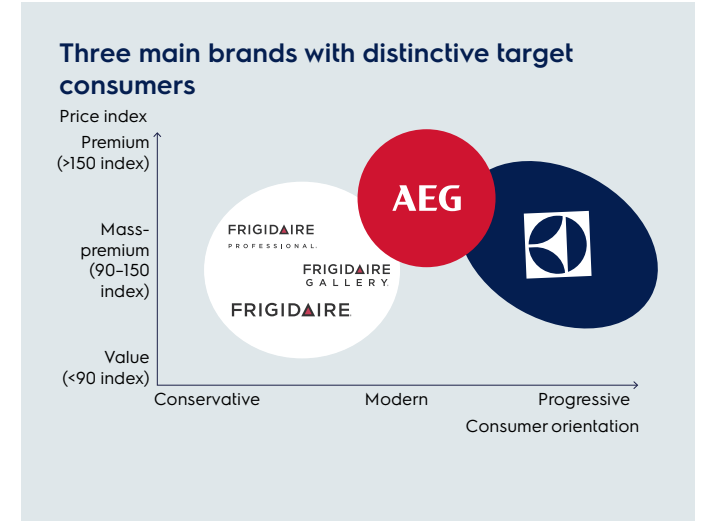 Three main brands with distinctive target
consumers
Price index
Premium
(>150 index)
AEG
FRIGIDAIRE
PROFESSIONAL.
Mass-
premium
(90–150
index)
FRIGIDAIRE
GALLERY.
FRIGIDAIRE.
Value
(<90 index)
Conservative
Modern
Progressive
Consumer orientation